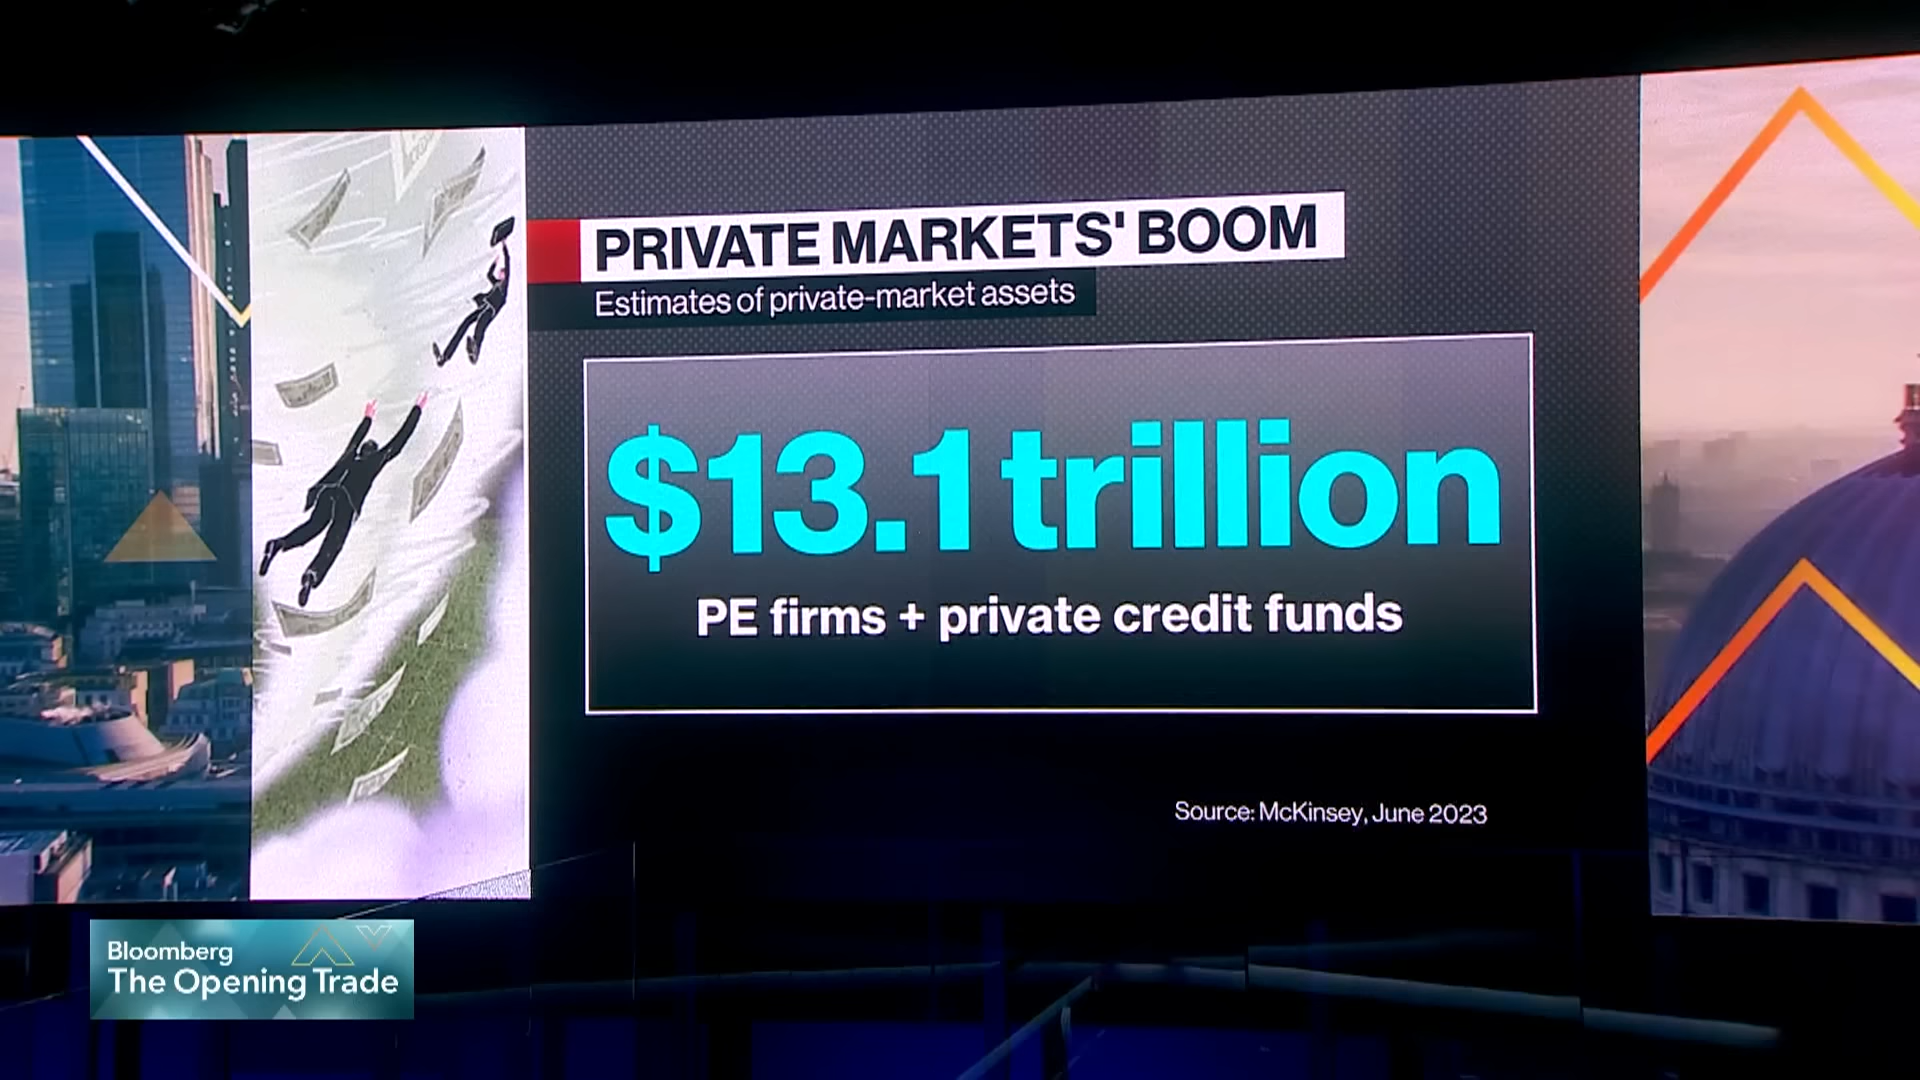 PRIVATE MARKETS' BOOM
Estimates of private-market assets
$13.1 trillion
PE firms + private credit funds
Source: McKinsey, June 2023
Bloomberg
The Opening Trade